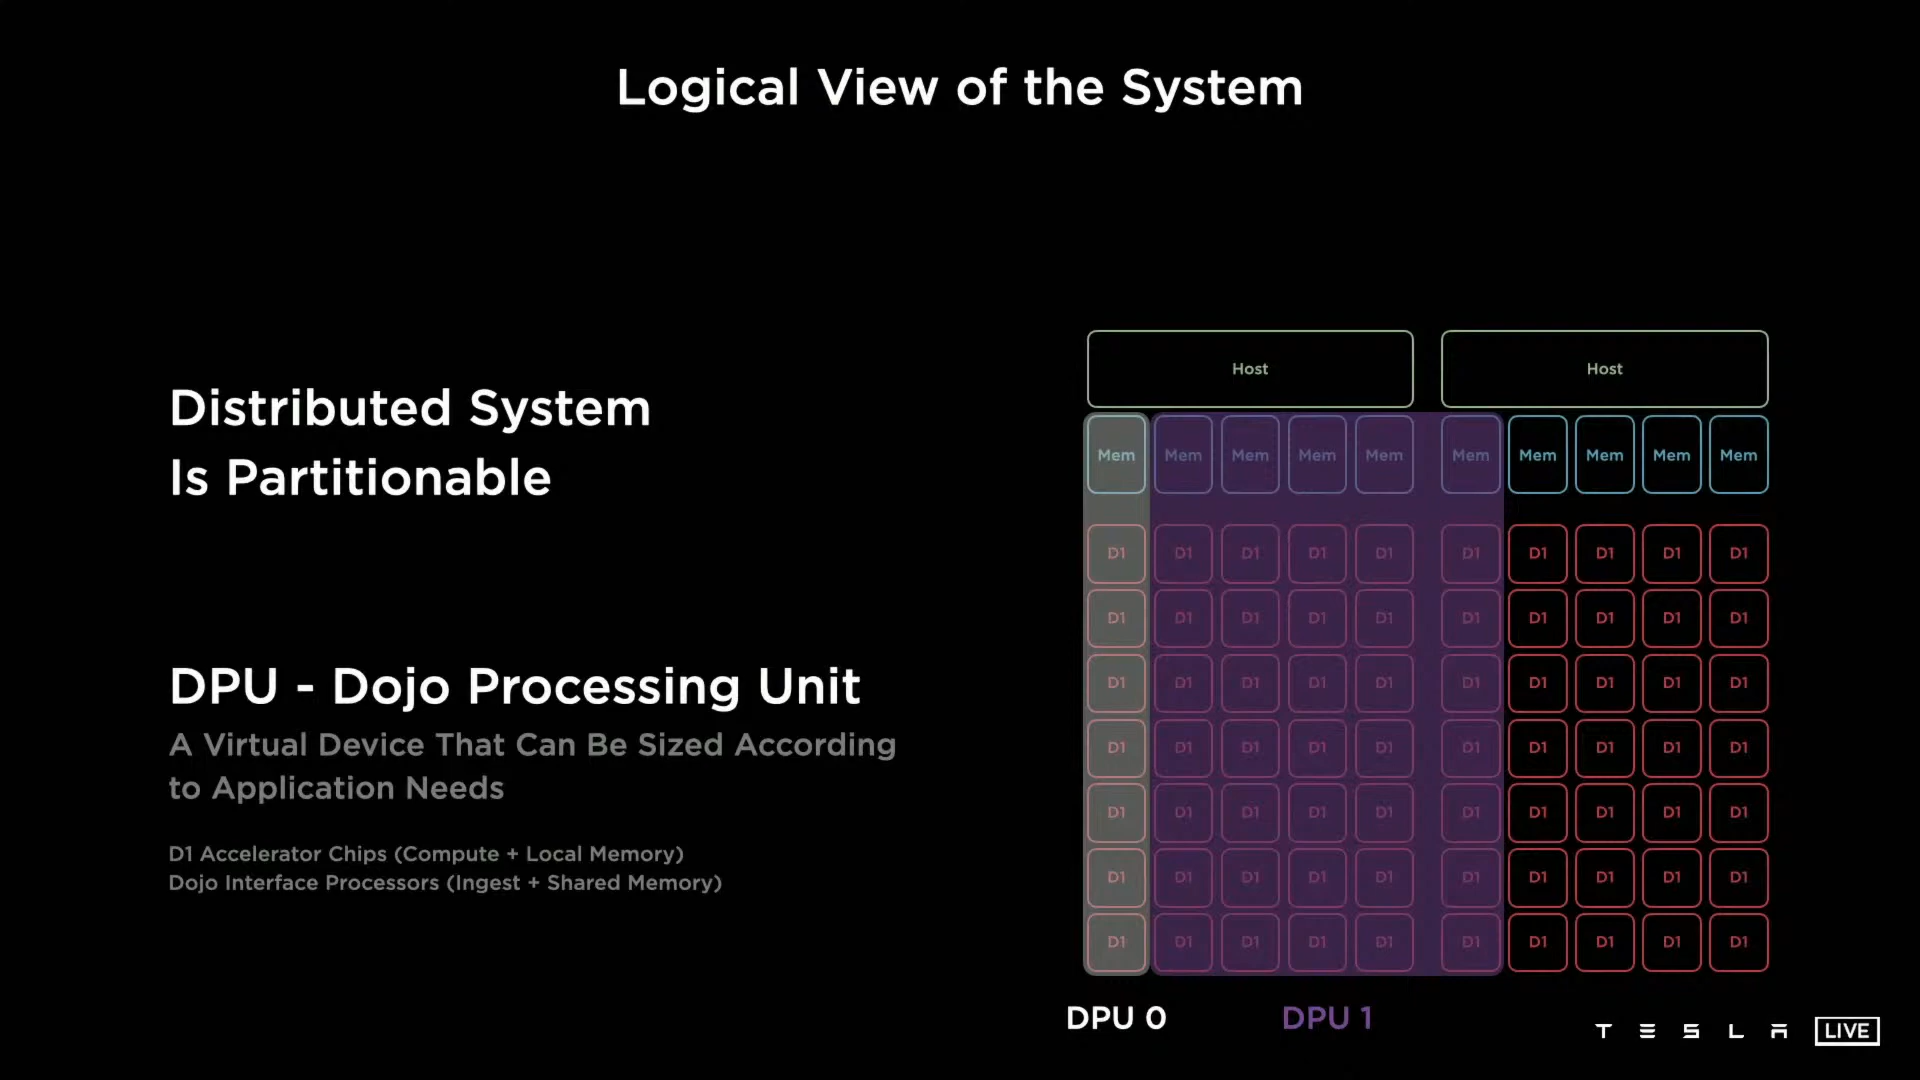 Logical View of the System
Distributed System
Is Partitionable
DPU - Dojo Processing Unit
A Virtual Device That Can Be Sized According
to Application Needs
D1 Accelerator Chips (Compute + Local Memory)
Dojo Interface Processors (Ingest + Shared Memory)
Host Host
Mem Mem Mem Mem Mem Mem Mem Mem Mem Mem
D1 D1 D1 D1 D1 D1 D1 D1 D1 D1
D1 D1 D1 D1 D1 D1 D1 D1 D1 D1
D1 D1 D1 D1 D1 D1 D1 D1 D1 D1
D1 D1 D1 D1 D1 D1 D1 D1 D1 D1
D1 D1 D1 D1 D1 D1 D1 D1 D1 D1
D1 D1 D1 D1 D1 D1 D1 D1 D1 D1
D1 D1 D1 D1 D1 D1 D1 D1 D1 D1
DPU 0 DPU 1
TESLA LIVE